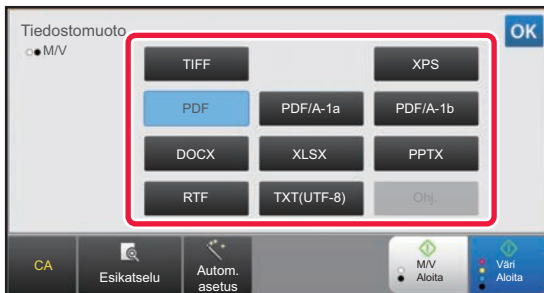 Tiedostomuoto
OK
M/V
TIFF
XPS
PDF
PDF/A-1a
PDF/A-1b
DOCX
XLSX
PPTX
RTF
TXT(UTF-8)
Ohj.
CA
Esikatselu
Autom.
asetus
M/V
Aloita
Väri
Aloita